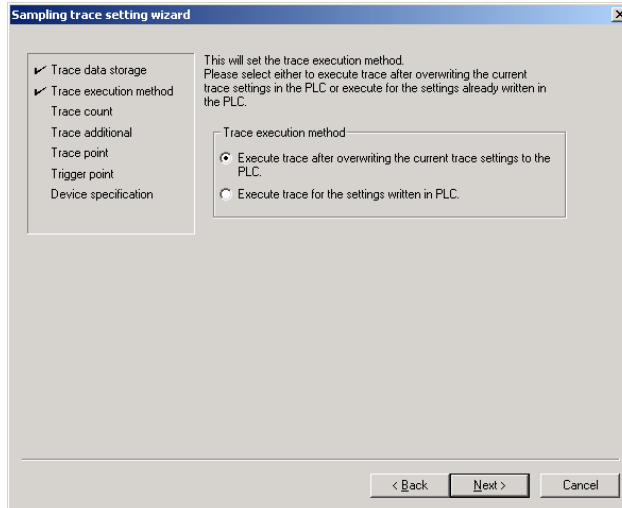 Sampling trace setting wizard
Trace data storage
Trace execution method
Trace count
Trace additional
Trace point
Trigger point
Device specification
This will set the trace execution method.
Please select either to execute trace after overwriting the current
trace settings in the PLC or execute for the settings already written in
the PLC.
Trace execution method
Execute trace after overwriting the current trace settings to the
PLC.
Execute trace for the settings written in PLC.
< Back
Next >
Cancel